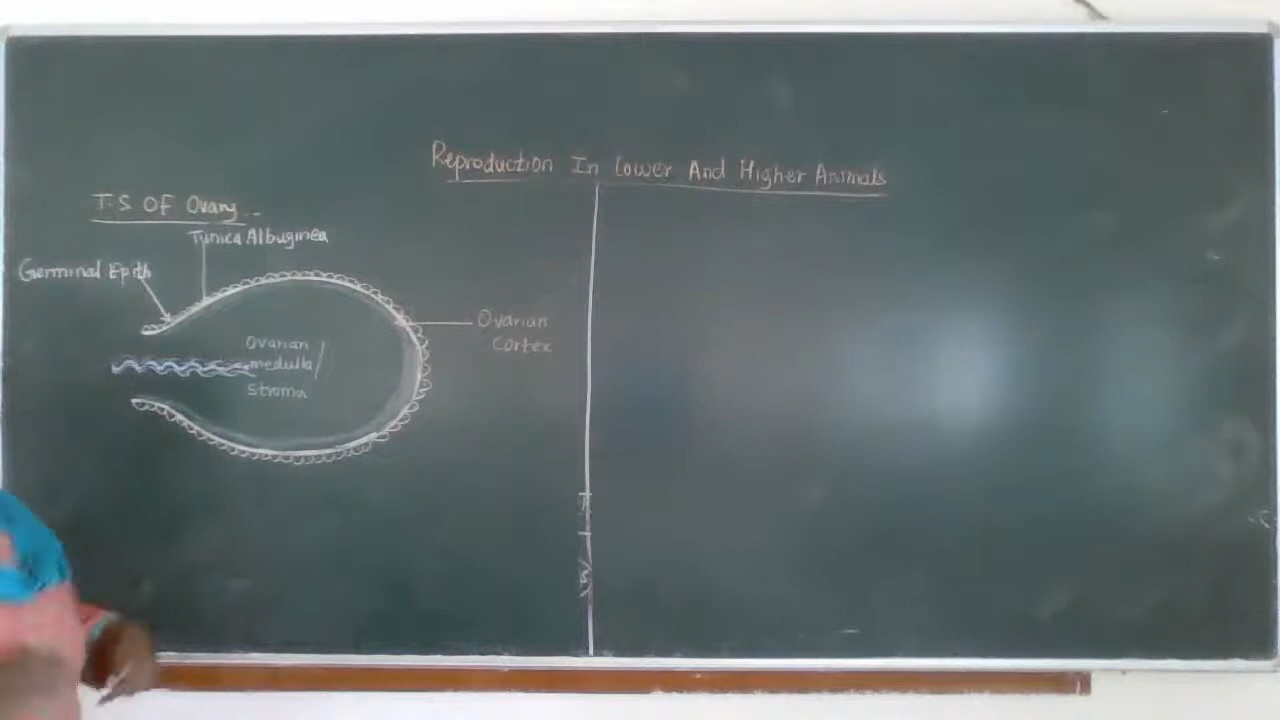 Reproduction In Lower And Higher Animals
T.S OF Ovary
Tunica Albuginea
Germinal Epith
Ovarian
cortex
Ovarian
medulla/
Stroma